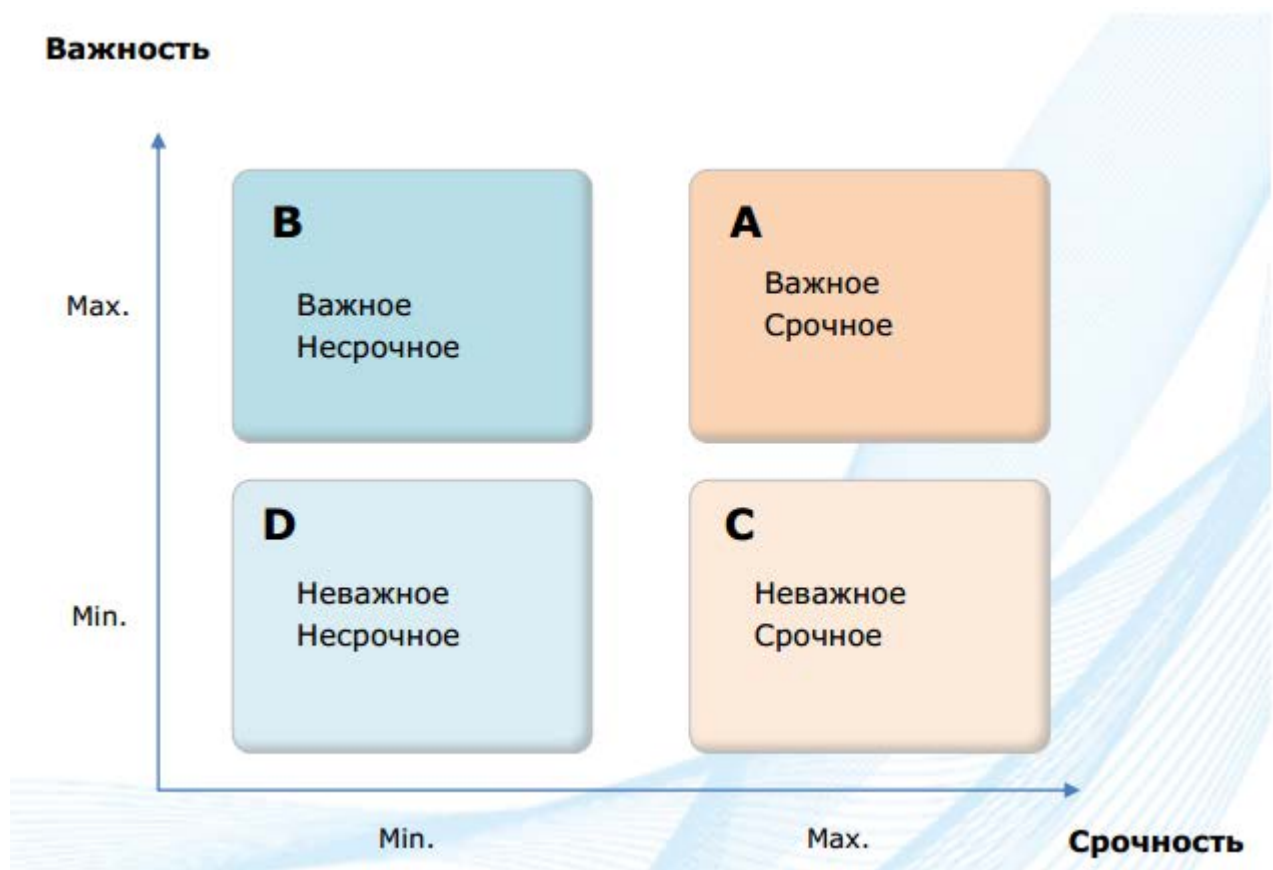 Важность
B
Важное
Несрочное
A
Важное
Срочное
Max.
D
Неважное
Несрочное
C
Неважное
Срочное
Min.
Min.
Max.
Срочность